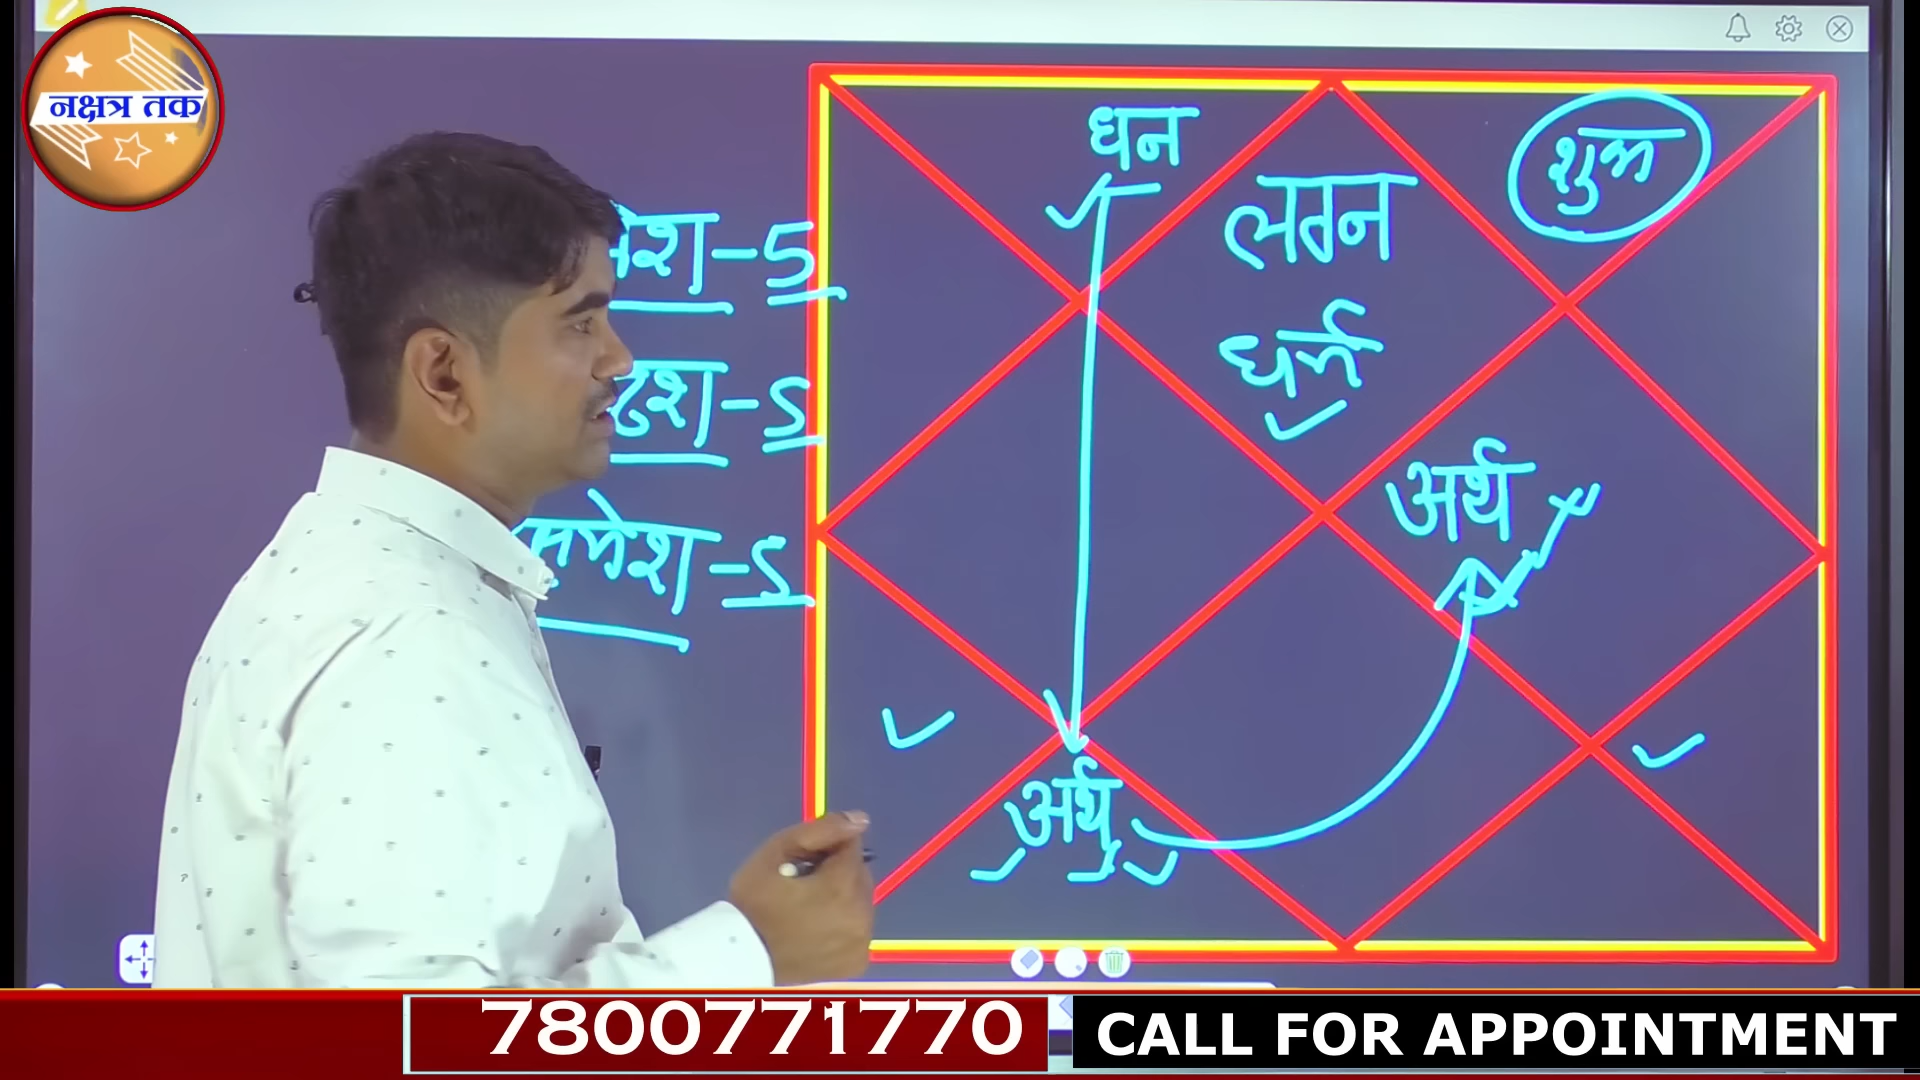 नक्षत्र तक
धन
शुक्र
लग्न
धर्म
अर्थ
अर्थ
7800771770
CALL FOR APPOINTMENT